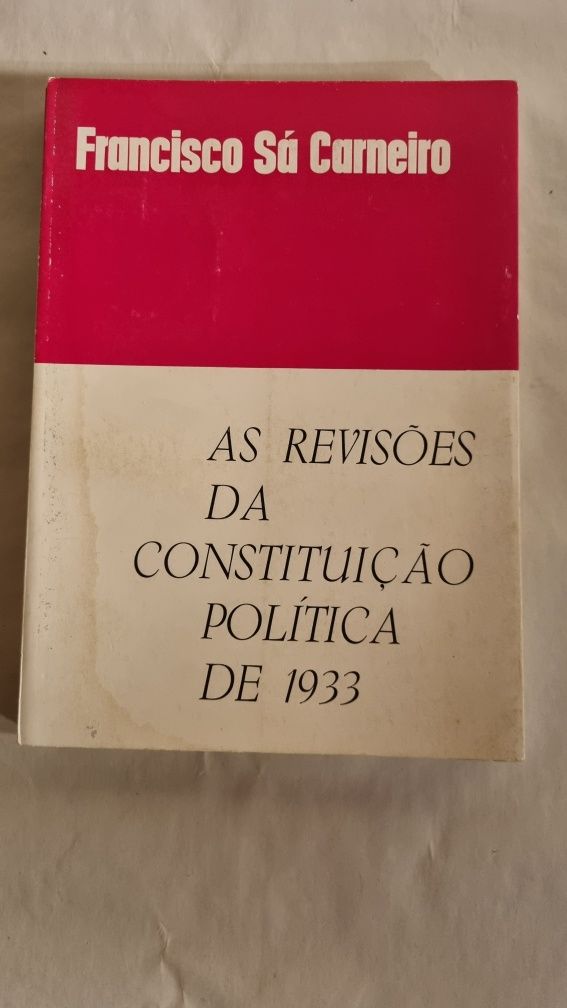 Francisco Sá Carneiro
AS REVISÕES
DA
CONSTITUIÇÃO
POLÍTICA
DE 1933